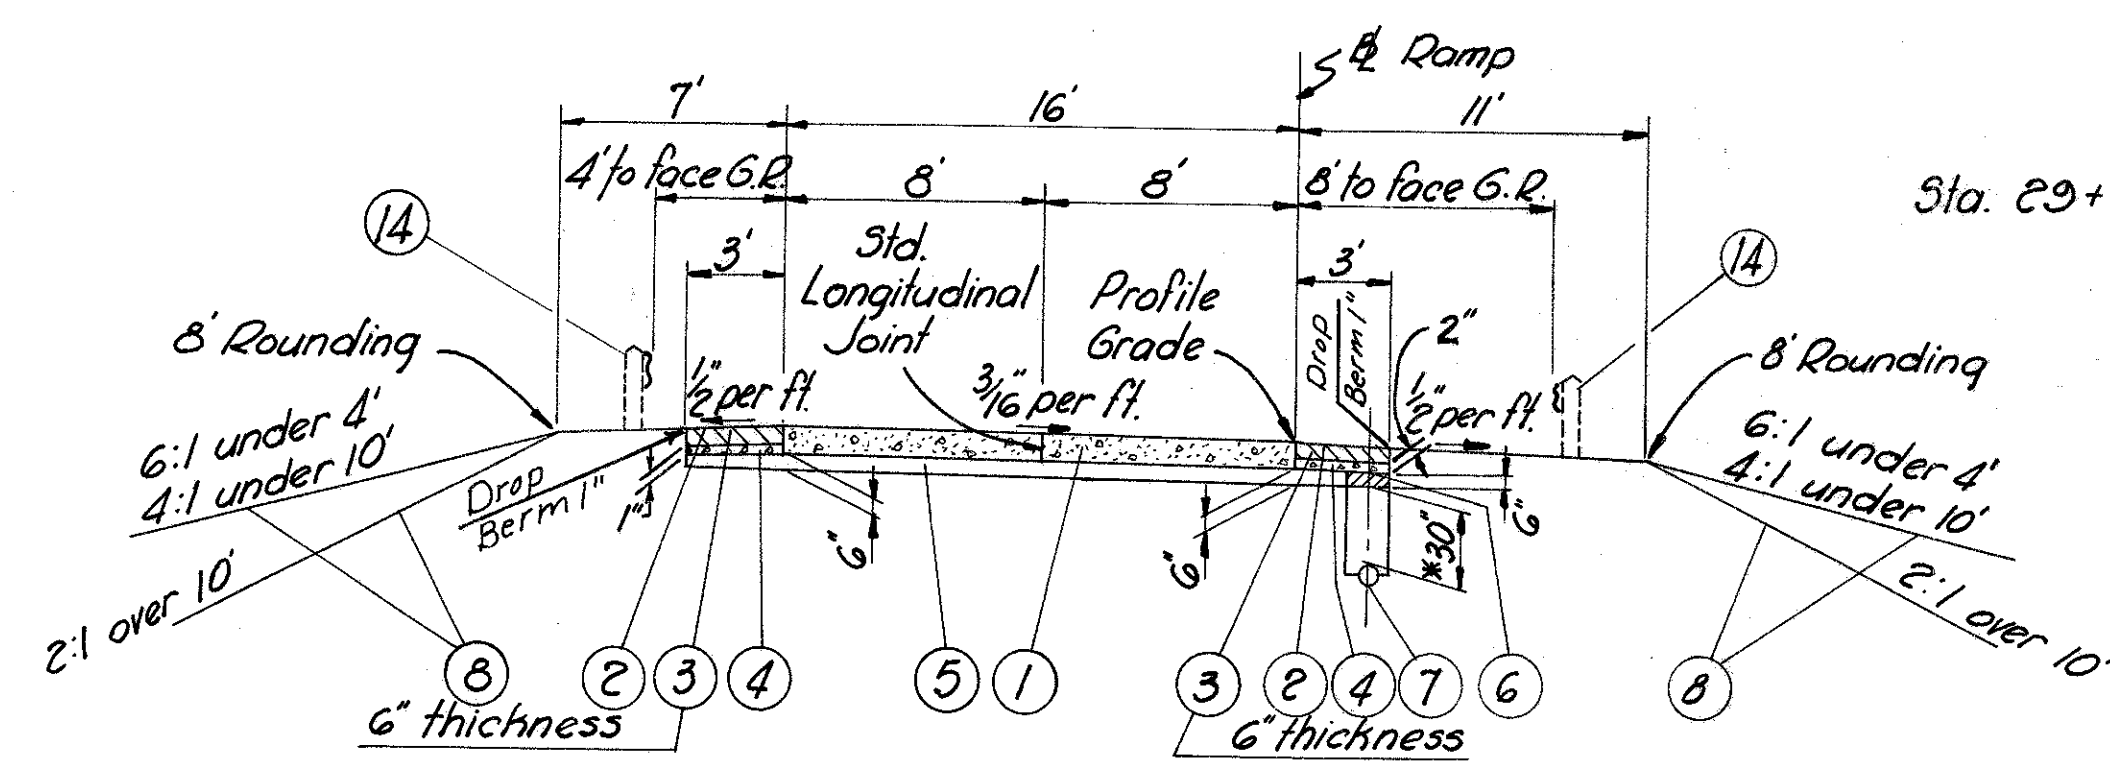 ℄ Ramp
7'
16'
11'
4' to face G.R.
8'
8'
8' to face G.R.
Sta. 29+
14
14
3'
Std.
Longitudinal
Joint
Profile
Grade
3'
Drop
Berm 1"
2"
8' Rounding
8' Rounding
1/2" per ft.
3/16" per ft.
1/2" per ft.
6:1 under 4'
4:1 under 10'
6:1 under 4'
4:1 under 10'
Drop
Berm 1"
1"
6"
6"
*30"
6"
2:1 over 10'
2:1 over 10'
8
2
3
4
5
1
3
2
4
7
6
8
6" thickness
6" thickness